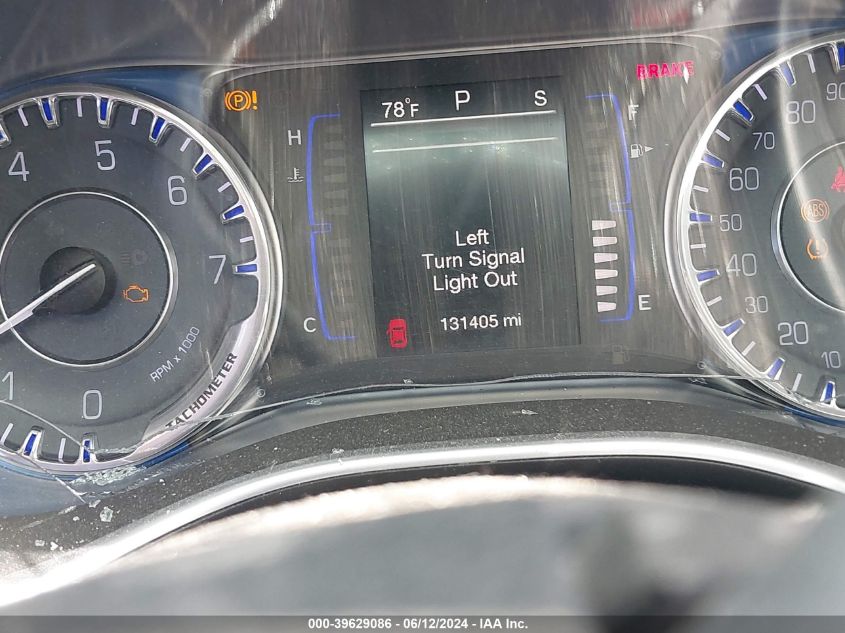 BRAKE
P!
78°F P S
H
F
C
E
Left
Turn Signal
Light Out
131405 mi
0
1
4
5
6
7
RPM x 1000
TACHOMETER
10
20
30
40
50
60
70
80
90
ABS
000-39629086 - 06/12/2024 - IAA Inc.